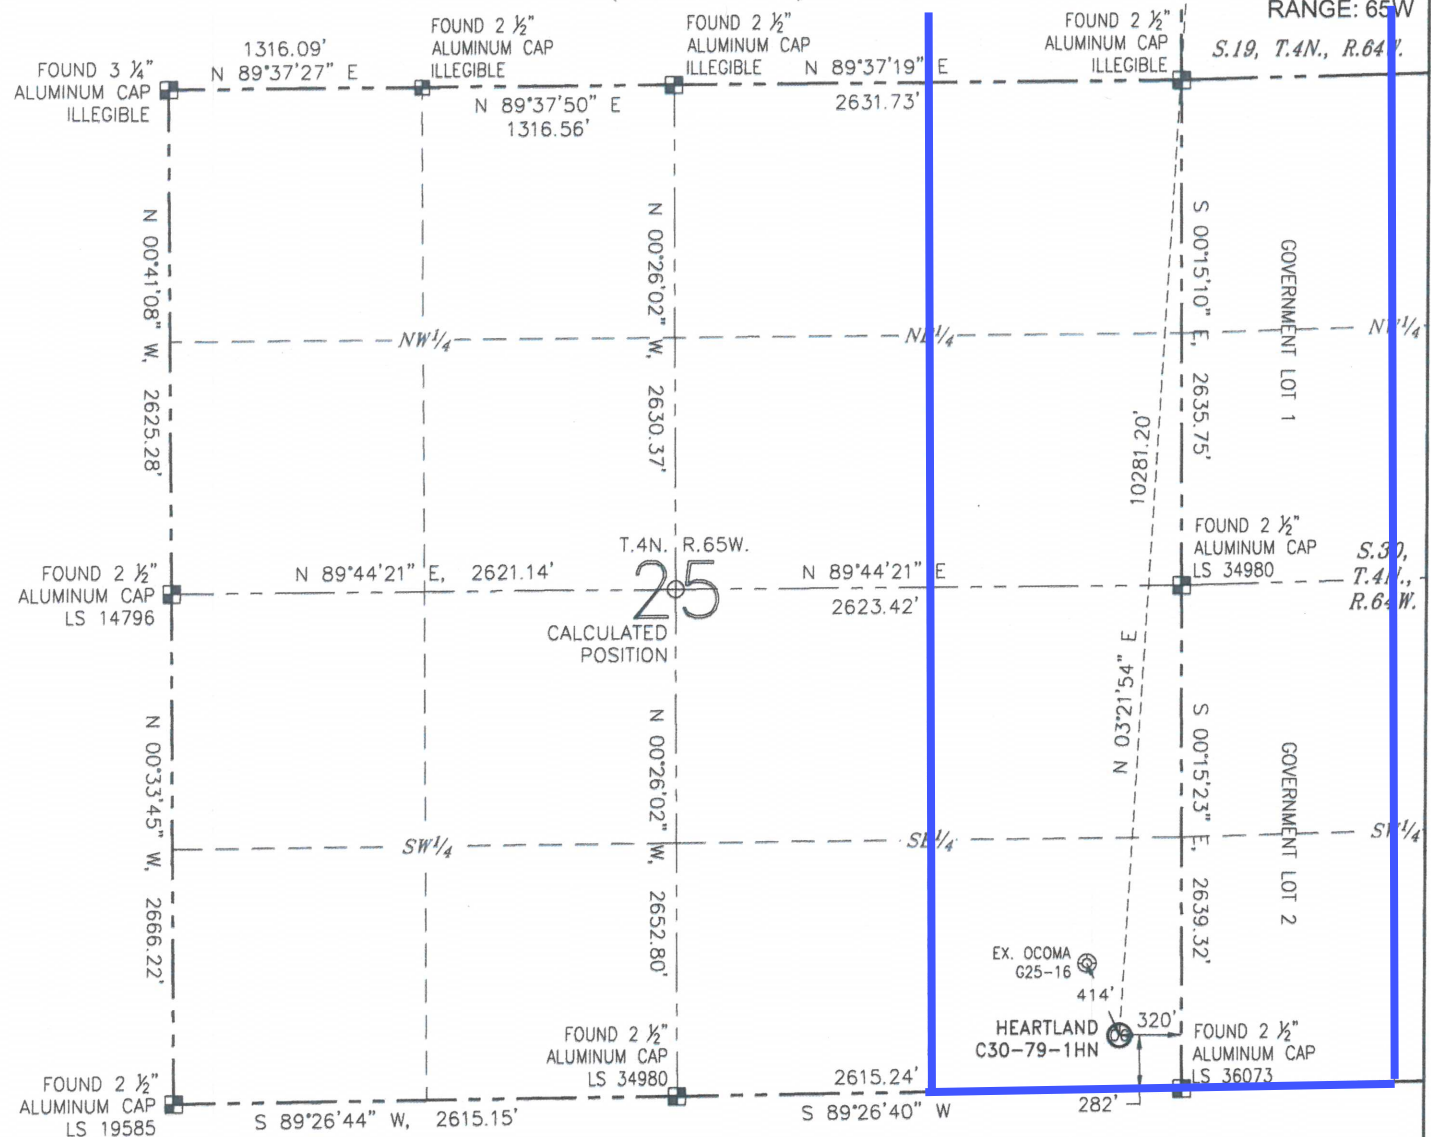 RANGE: 65W
S.19, T.4N., R.64W.
FOUND 3 ¼"
ALUMINUM CAP
ILLEGIBLE
1316.09'
N 89°37'27" E
FOUND 2 ½"
ALUMINUM CAP
ILLEGIBLE
N 89°37'50" E
1316.56'
FOUND 2 ½"
ALUMINUM CAP
ILLEGIBLE
N 89°37'19" E
2631.73'
FOUND 2 ½"
ALUMINUM CAP
ILLEGIBLE
N 00°41'08" W, 2625.28'
N 00°26'02" W, 2630.37'
S 00°15'10" E, 2635.75'
GOVERNMENT LOT 1
NW¼
NE¼
NW¼
10281.20'
N 03°21'54" E
FOUND 2 ½"
ALUMINUM CAP
LS 14796
N 89°44'21" E, 2621.14'
T.4N. R.65W.
25
CALCULATED
POSITION
N 89°44'21" E
2623.42'
FOUND 2 ½"
ALUMINUM CAP
LS 34980
S.30,
T.4N.,
R.64W.
N 00°33'45" W, 2666.22'
N 00°26'02" W, 2652.80'
S 00°15'23" E, 2639.32'
GOVERNMENT LOT 2
SW¼
SE¼
SW¼
EX. OCOMA
G25-16
414'
HEARTLAND
C30-79-1HN
320'
282'
FOUND 2 ½"
ALUMINUM CAP
LS 36073
FOUND 2 ½"
ALUMINUM CAP
LS 34980
2615.24'
S 89°26'40" W
FOUND 2 ½"
ALUMINUM CAP
LS 19585
S 89°26'44" W, 2615.15'